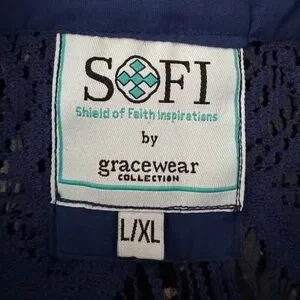 SOFI
Shield of Faith Inspirations
by
gracewear
COLLECTION
L/XL